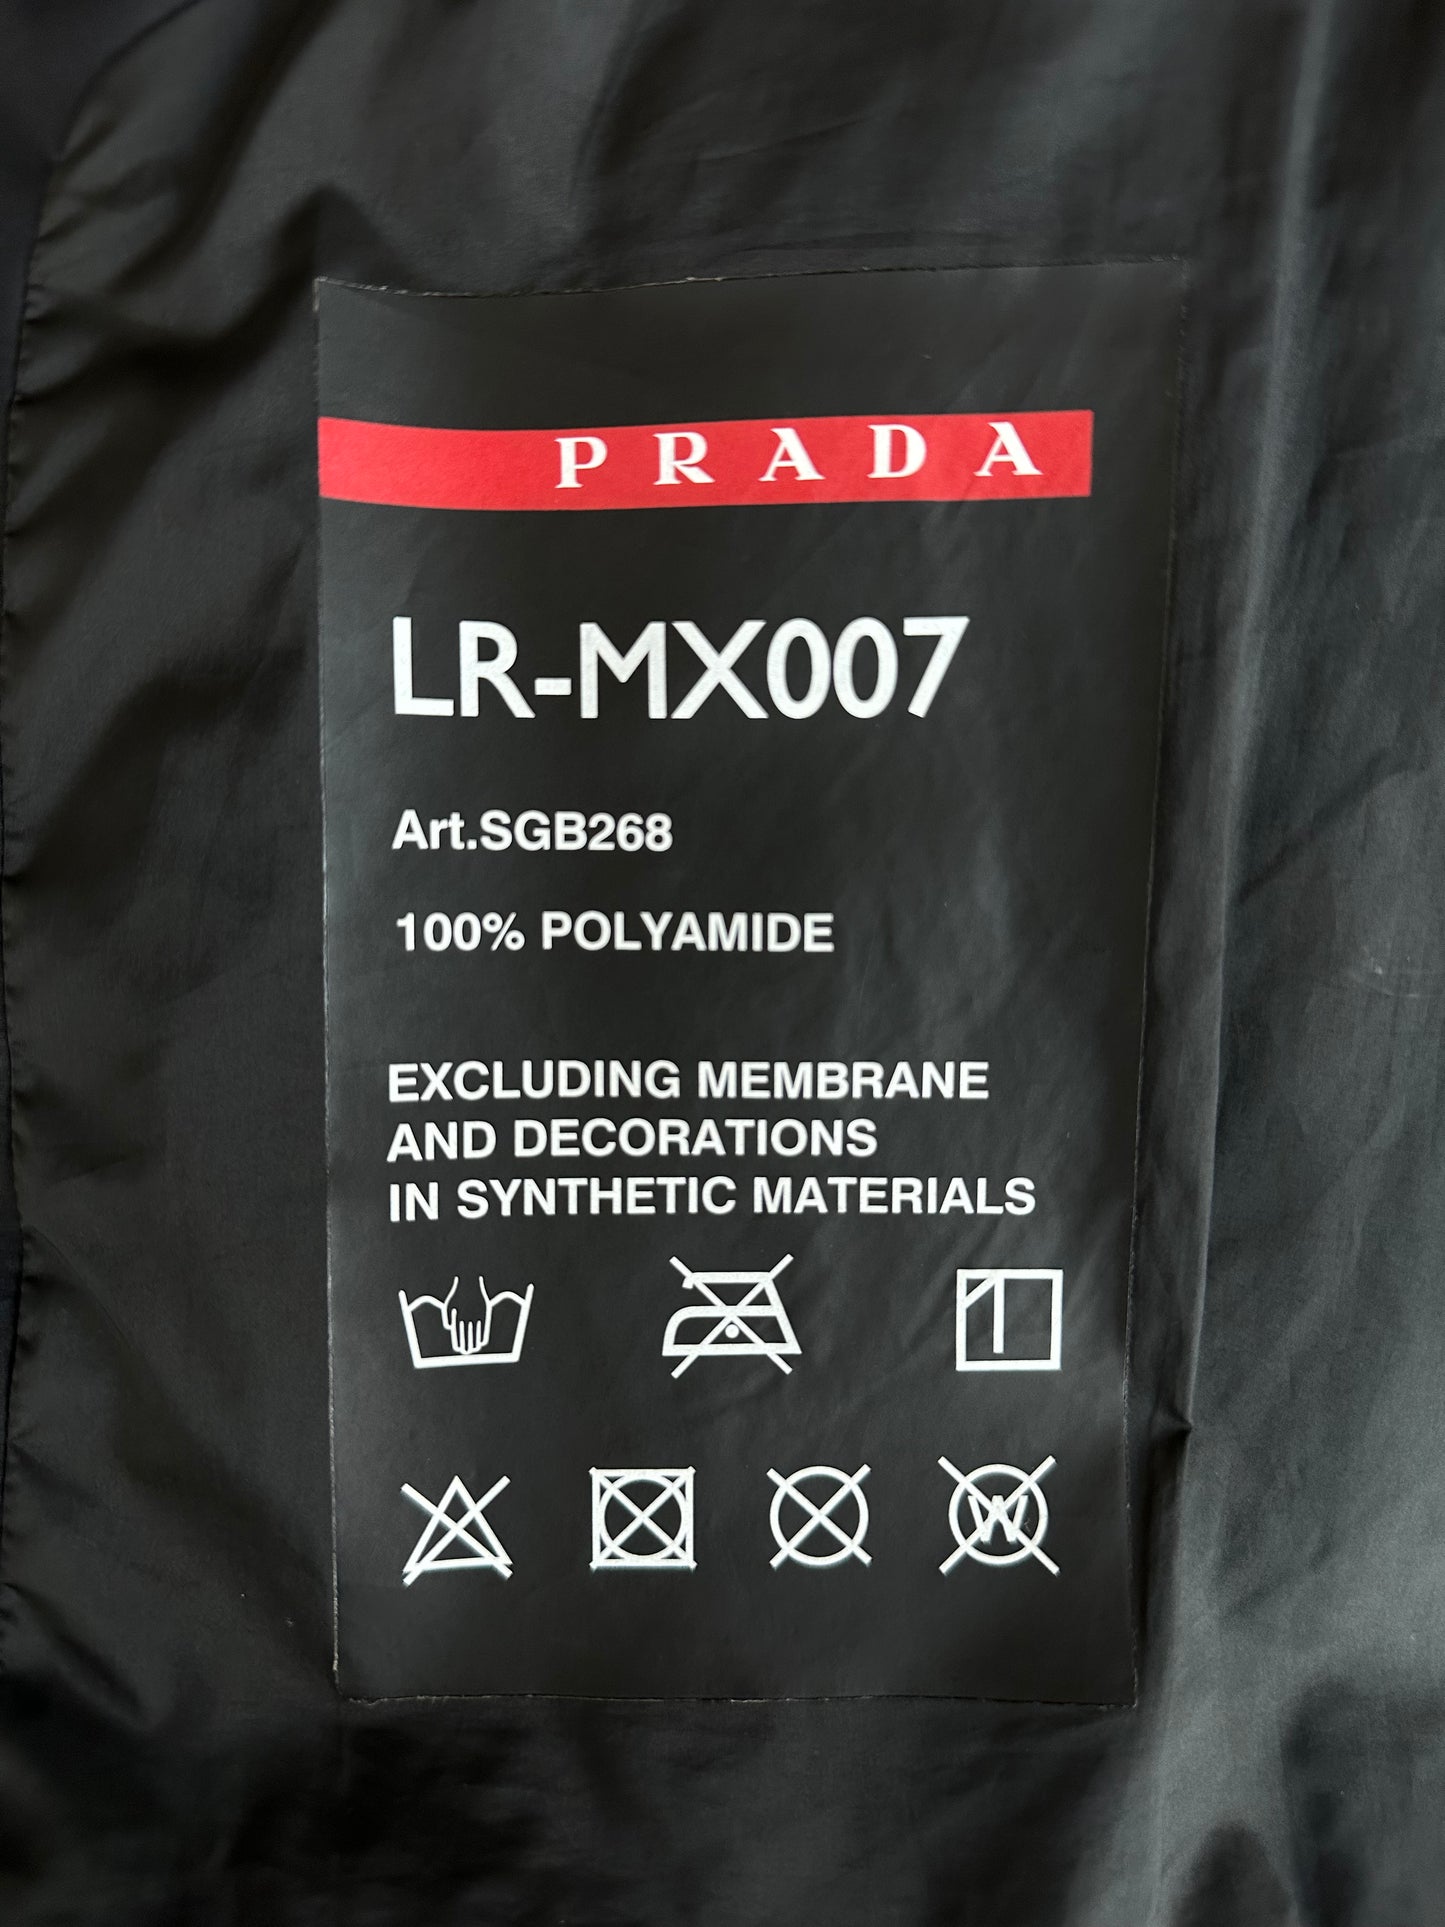 PRADA
LR-MX007
Art.SGB268
100% POLYAMIDE
EXCLUDING MEMBRANE
AND DECORATIONS
IN SYNTHETIC MATERIALS
W